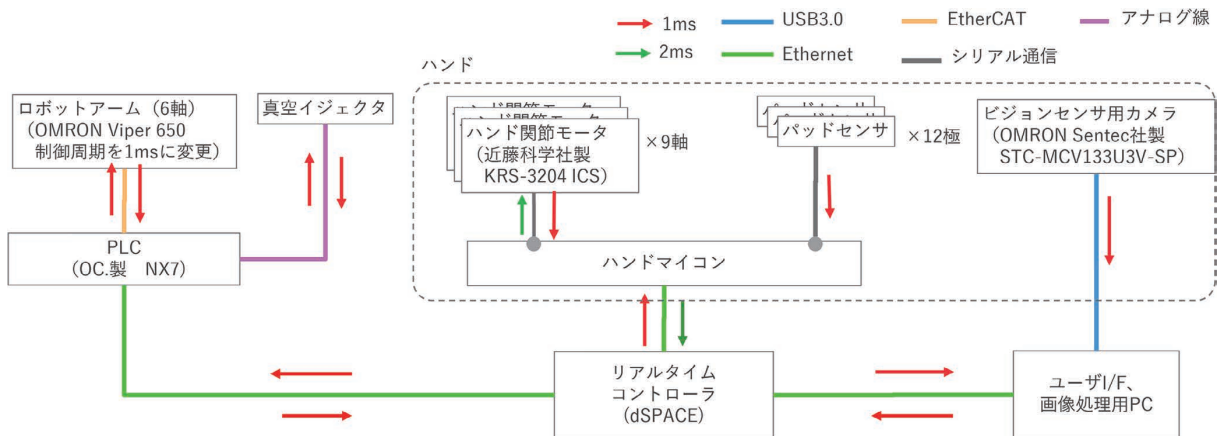 1ms
USB3.0
EtherCAT
アナログ線
2ms
Ethernet
シリアル通信
ハンド
ロボットアーム（6軸）
（OMRON Viper 650
制御周期を1msに変更）
真空イジェクタ
ハンド関節モータ
（近藤科学社製
KRS-3204 ICS）
×9軸
パッドセンサ
×12極
ビジョンセンサ用カメラ
（OMRON Sentec社製
STC-MCV133U3V-SP）
PLC
（OC.製　NX7）
ハンドマイコン
リアルタイム
コントローラ
（dSPACE）
ユーザI/F、
画像処理用PC